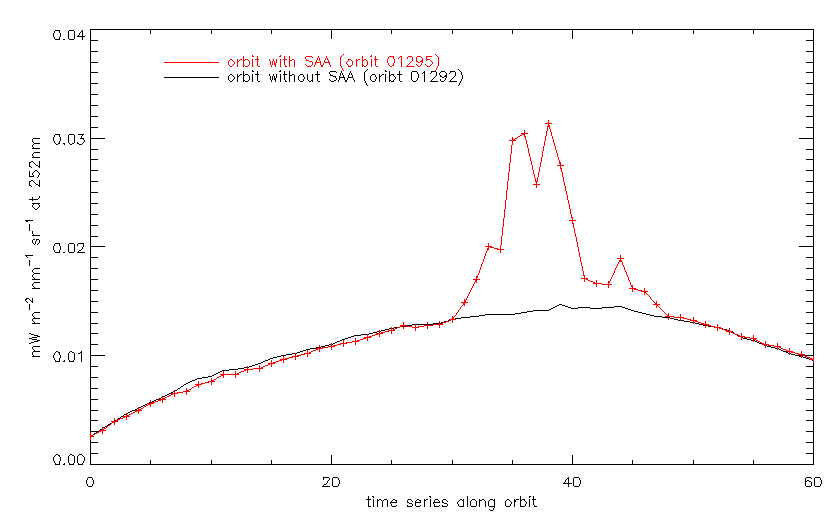 0.04
orbit with SAA (orbit 01295)
orbit without SAA (oribt 01292)
0.03
mW m-2 nm-1 sr-1 at 252nm
0.02
0.01
0.00
0 20 40 60
time series along orbit